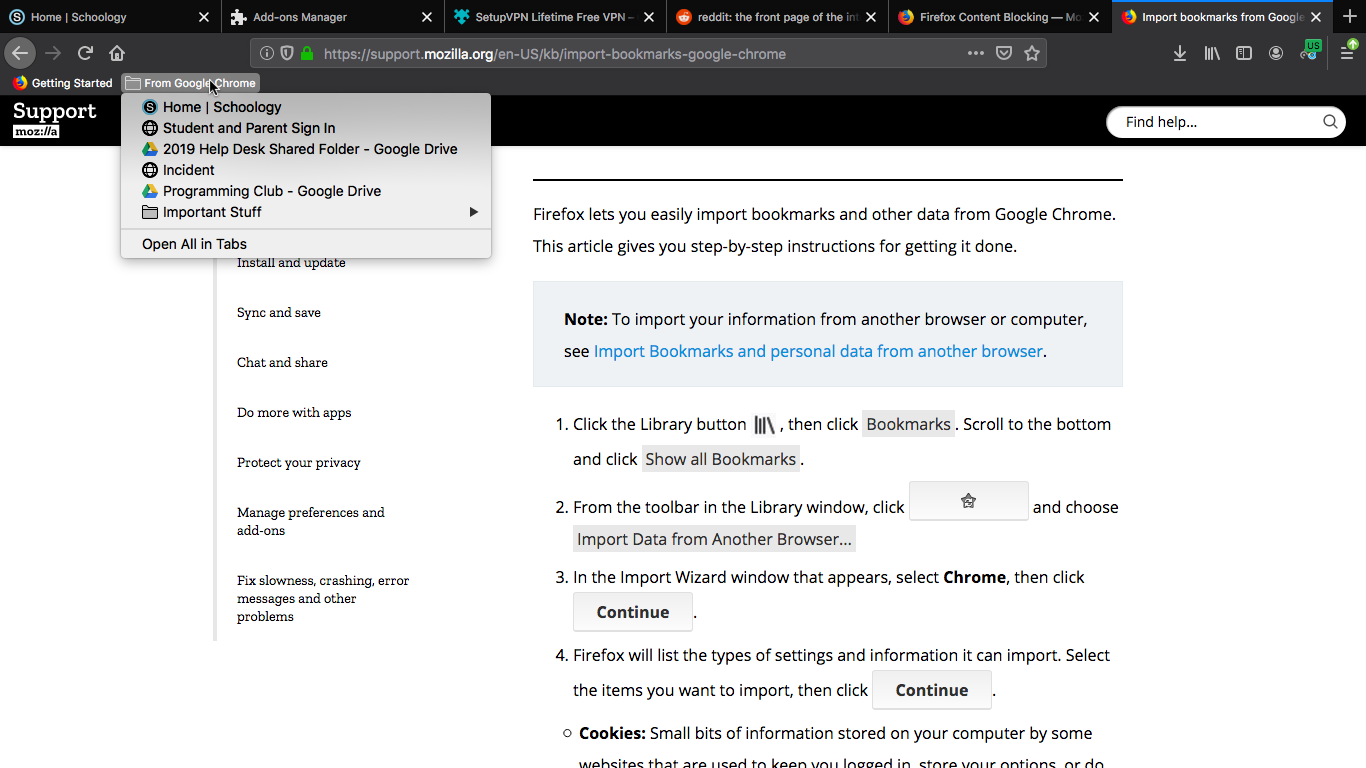 Home | Schoology
Add-ons Manager
SetupVPN Lifetime Free VPN –
reddit: the front page of the int
Firefox Content Blocking — Mo
Import bookmarks from Google
https://support.mozilla.org/en-US/kb/import-bookmarks-google-chrome
US
Getting Started
From Google Chrome
Support
moz://a
Find help...
Home | Schoology
Student and Parent Sign In
2019 Help Desk Shared Folder - Google Drive
Incident
Programming Club - Google Drive
Important Stuff
Open All in Tabs
Install and update
Sync and save
Chat and share
Do more with apps
Protect your privacy
Manage preferences and
add-ons
Fix slowness, crashing, error
messages and other
problems
Firefox lets you easily import bookmarks and other data from Google Chrome.
This article gives you step-by-step instructions for getting it done.
Note: To import your information from another browser or computer,
see Import Bookmarks and personal data from another browser.
1. Click the Library button , then click Bookmarks. Scroll to the bottom
and click Show all Bookmarks.
2. From the toolbar in the Library window, click and choose
Import Data from Another Browser...
3. In the Import Wizard window that appears, select Chrome, then click
Continue.
4. Firefox will list the types of settings and information it can import. Select
the items you want to import, then click Continue.
Cookies: Small bits of information stored on your computer by some
websites that are used to keep you logged in, store your options, or do